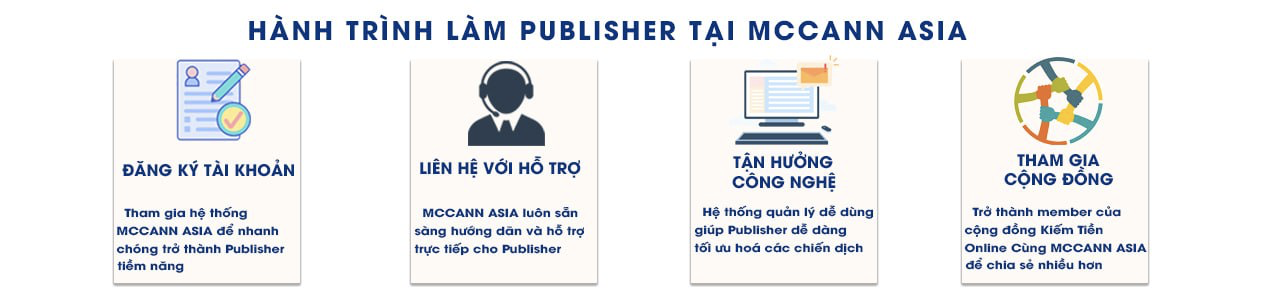 HÀNH TRÌNH LÀM PUBLISHER TẠI MCCANN ASIA
ĐĂNG KÝ TÀI KHOẢN
Tham gia hệ thống
MCCANN ASIA để nhanh
chóng trở thành Publisher
tiềm năng
LIÊN HỆ VỚI HỖ TRỢ
MCCANN ASIA luôn sẵn
sàng hướng dẫn và hỗ trợ
trực tiếp cho Publisher
TẬN HƯỞNG
CÔNG NGHỆ
Hệ thống quản lý dễ dùng
giúp Publisher dễ dàng
tối ưu hoá các chiến dịch
THAM GIA
CỘNG ĐỒNG
Trở thành member của
cộng đồng Kiếm Tiền
Online Cùng MCCANN ASIA
để chia sẻ nhiều hơn